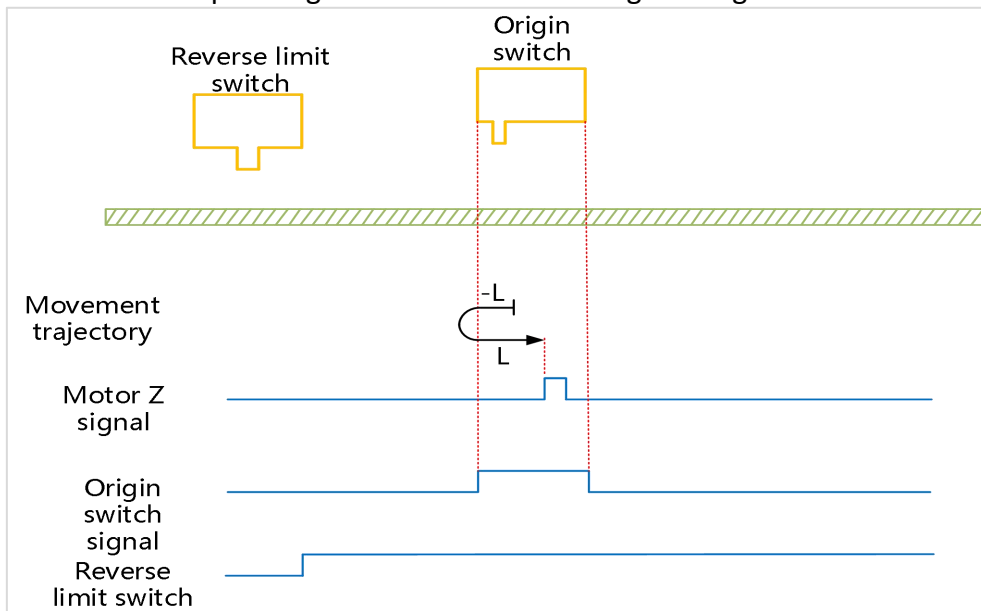 Origin
switch
Reverse limit
switch
-L
Movement
trajectory
L
Motor Z
signal
Origin
switch
signal
Reverse
limit switch